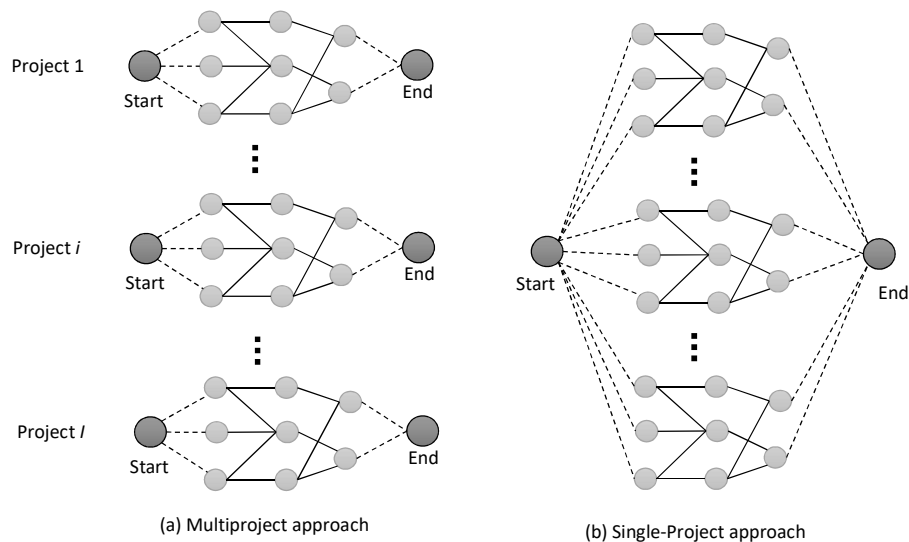 Project 1
Start
End
Project i
Start
End
Project I
Start
End
(a) Multiproject approach
Start
End
(b) Single-Project approach